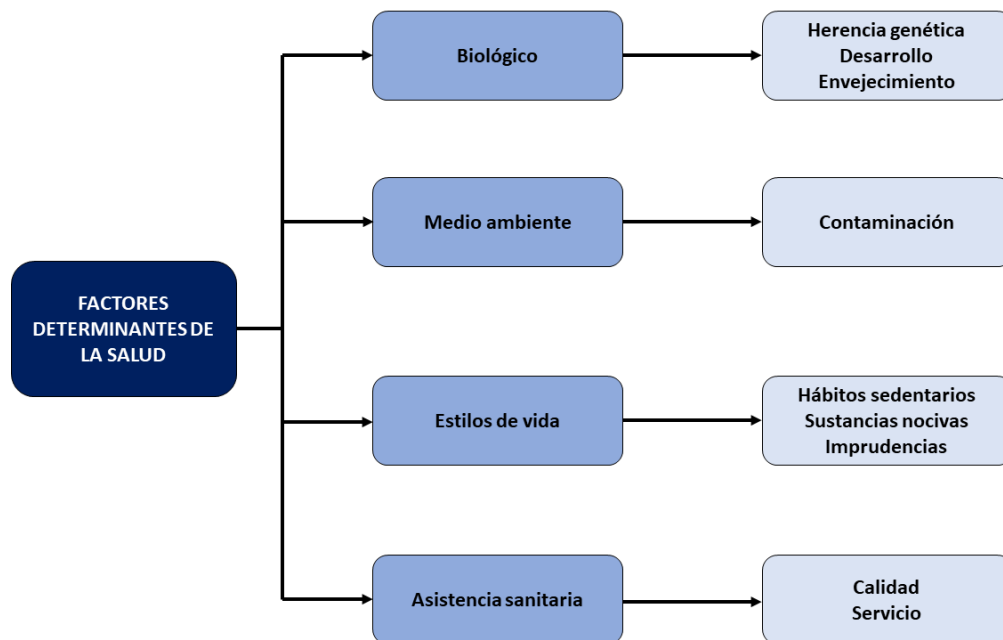 FACTORES
DETERMINANTES DE
LA SALUD
Biológico
Herencia genética
Desarrollo
Envejecimiento
Medio ambiente
Contaminación
Estilos de vida
Hábitos sedentarios
Sustancias nocivas
Imprudencias
Asistencia sanitaria
Calidad
Servicio